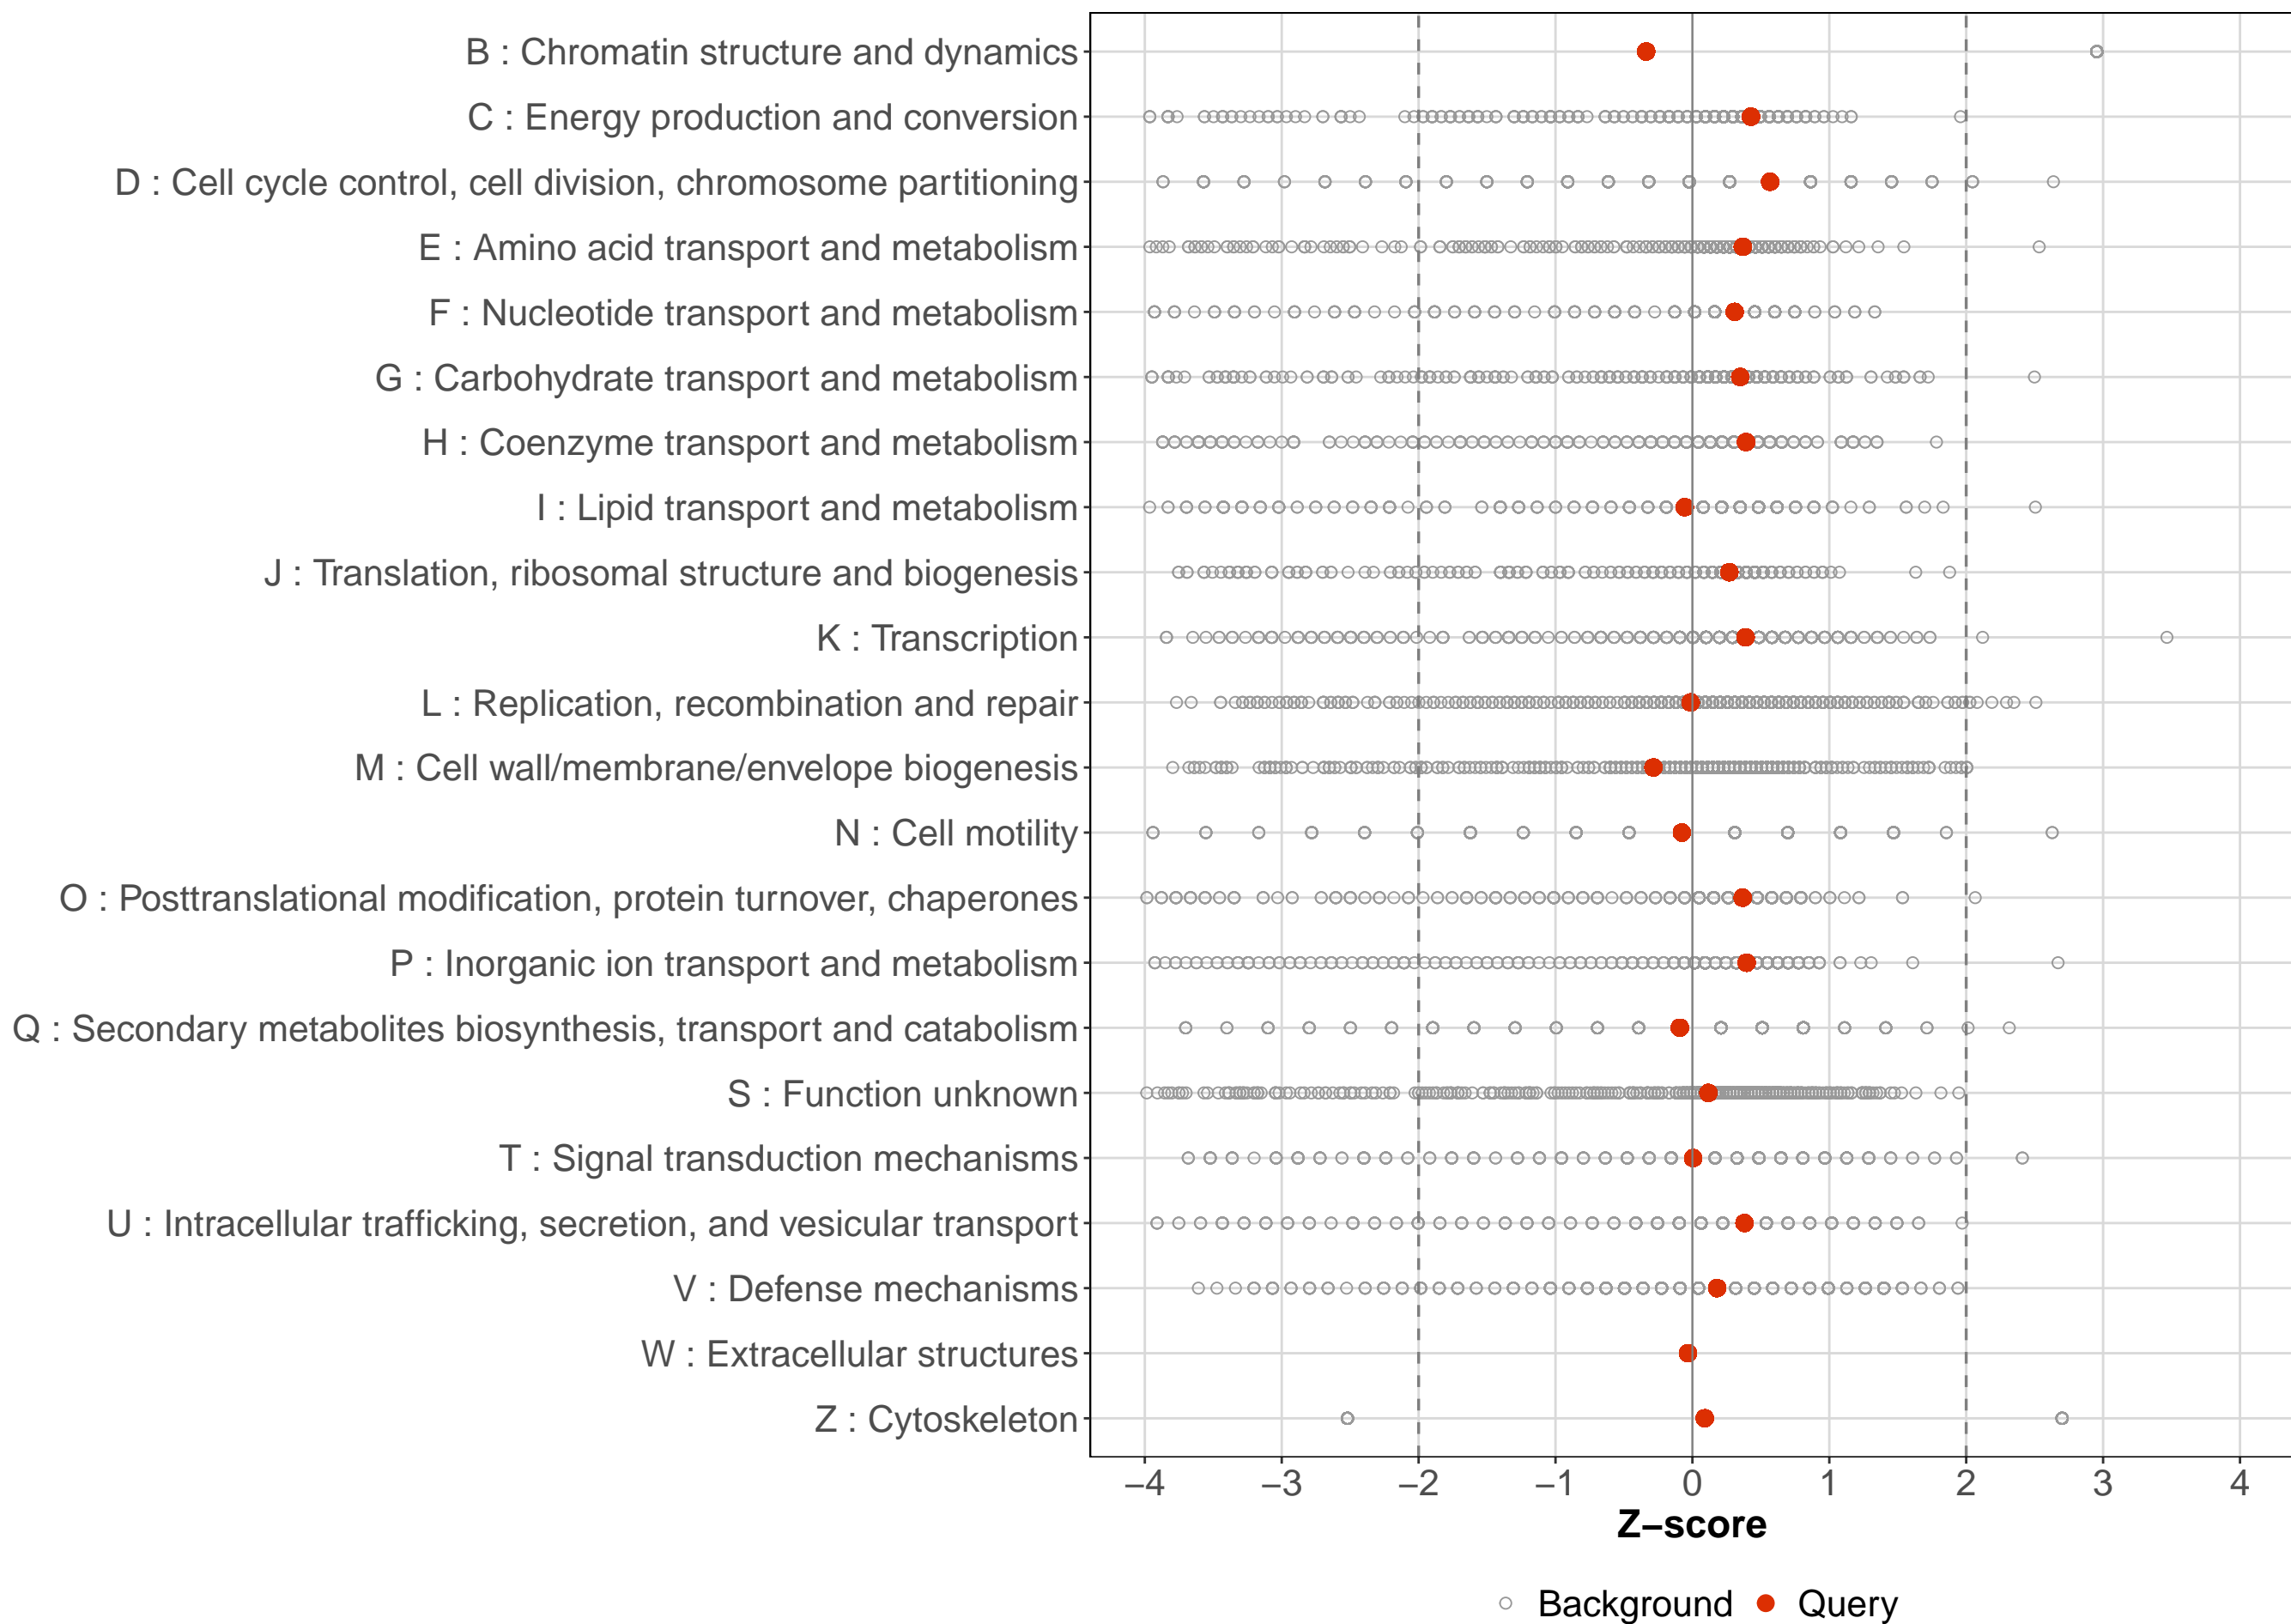 B : Chromatin structure and dynamics
C : Energy production and conversion
D : Cell cycle control, cell division, chromosome partitioning
E : Amino acid transport and metabolism
F : Nucleotide transport and metabolism
G : Carbohydrate transport and metabolism
H : Coenzyme transport and metabolism
I : Lipid transport and metabolism
J : Translation, ribosomal structure and biogenesis
K : Transcription
L : Replication, recombination and repair
M : Cell wall/membrane/envelope biogenesis
N : Cell motility
O : Posttranslational modification, protein turnover, chaperones
P : Inorganic ion transport and metabolism
Q : Secondary metabolites biosynthesis, transport and catabolism
S : Function unknown
T : Signal transduction mechanisms
U : Intracellular trafficking, secretion, and vesicular transport
V : Defense mechanisms
W : Extracellular structures
Z : Cytoskeleton
−4 −3 −2 −1 0 1 2 3 4
Z−score
Background Query